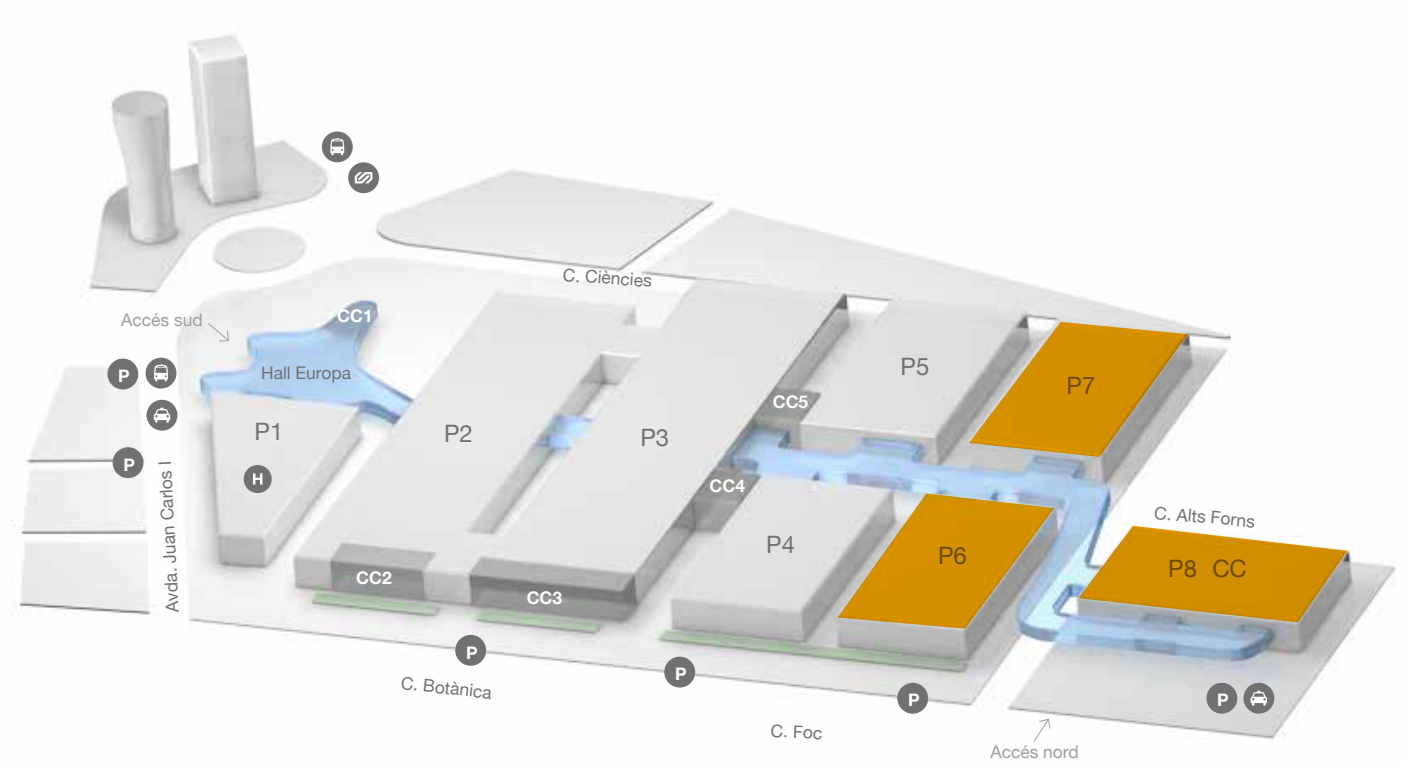 C. Ciències
CC1
Accés sud
Hall Europa
P
P5
P7
CC5
P1
P2
P3
P
H
CC4
C. Alts Forns
P4
P6
P8 CC
Avda. Juan Carlos I
CC2
CC3
P
P
C. Botànica
P
P
C. Foc
Accés nord